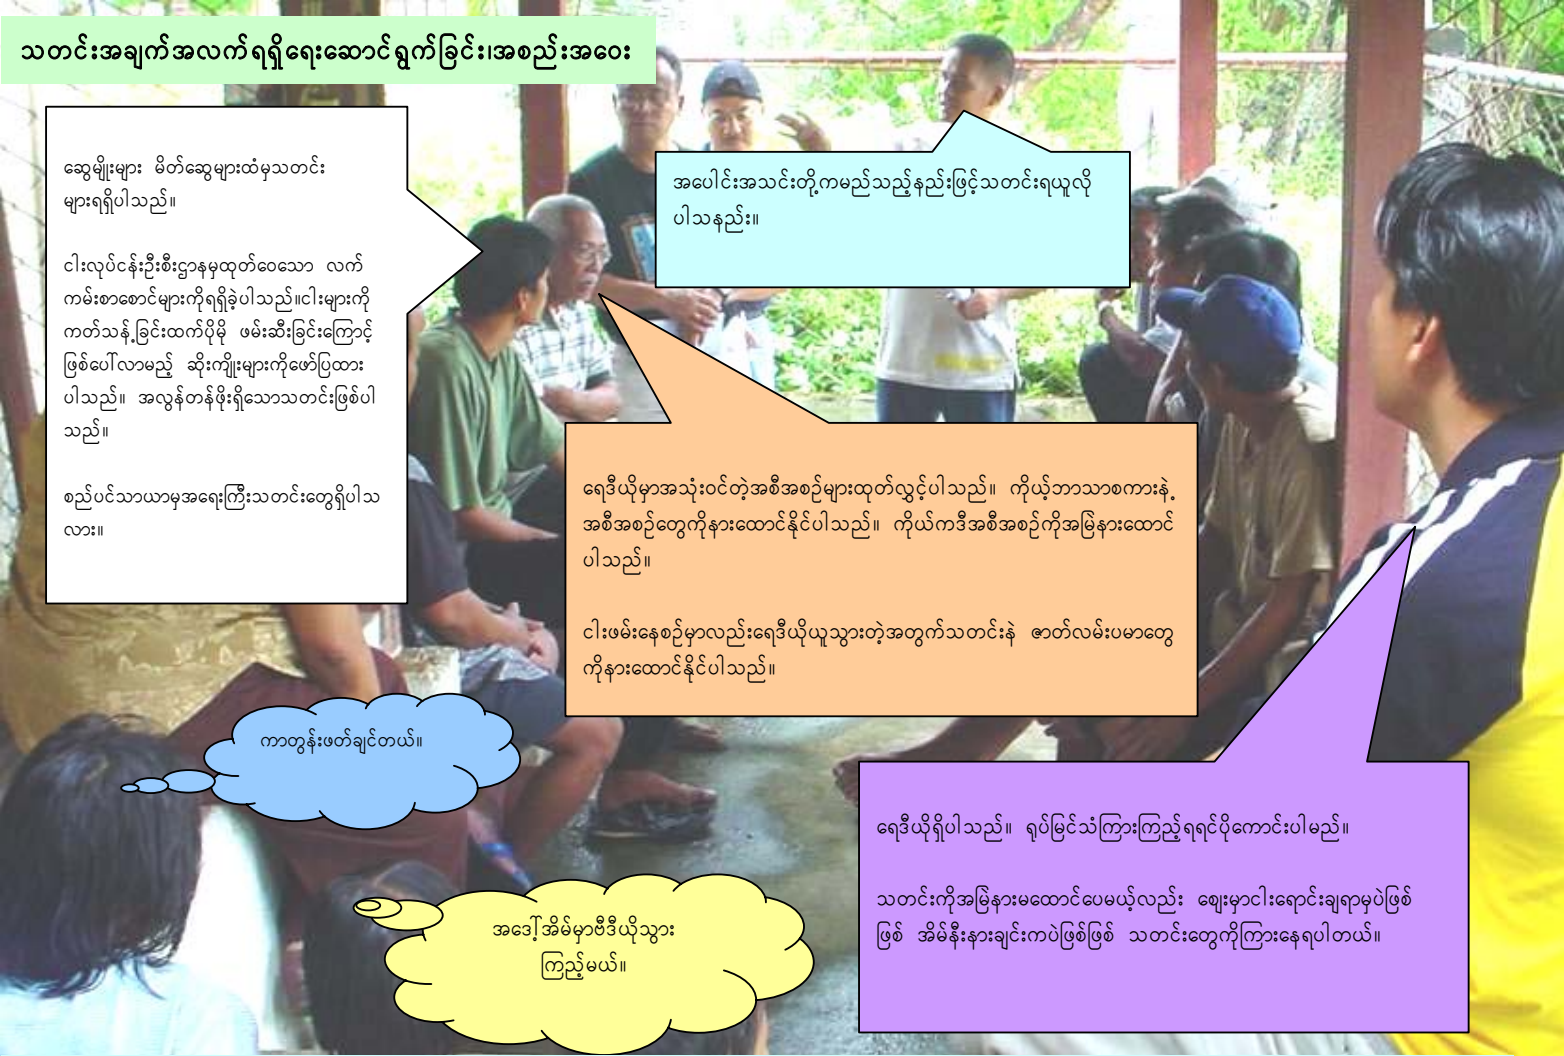 သတင်းအချက်အလက်ရရှိရေးဆောင်ရွက်ခြင်း၊အစည်းအဝေး
ဆွေမျိုးများ မိတ်ဆွေများထံမှသတင်း
များရရှိပါသည်။
ငါးလုပ်ငန်းဦးစီးဌာနမှထုတ်ဝေသော လက်
ကမ်းစာစောင်များကိုရရှိခဲ့ပါသည်။ငါးများကို
ကတ်သန့်ခြင်းထက်ပိုမို ဖမ်းဆီးခြင်းကြောင့်
ဖြစ်ပေါ်လာမည့် ဆိုးကျိုးများကိုဖော်ပြထား
ပါသည်။ အလွန်တန်ဖိုးရှိသောသတင်းဖြစ်ပါ
သည်။
စည်ပင်သာယာမှအရေးကြီးသတင်းတွေရှိပါသ
လား။
အပေါင်းအသင်းတို့ကမည်သည့်နည်းဖြင့်သတင်းရယူလို
ပါသနည်း။
ရေဒီယိုမှာအသုံးဝင်တဲ့အစီအစဉ်များထုတ်လွှင့်ပါသည်။ ကိုယ့်ဘာသာစကားနဲ့
အစီအစဉ်တွေကိုနားထောင်နိုင်ပါသည်။ ကိုယ်ကဒီအစီအစဉ်ကိုအမြဲနားထောင်
ပါသည်။
ငါးဖမ်းနေစဉ်မှာလည်းရေဒီယိုယူသွားတဲ့အတွက်သတင်းနဲ ဇာတ်လမ်းပမာတွေ
ကိုနားထောင်နိုင်ပါသည်။
ကာတွန်းဖတ်ချင်တယ်။
အဒေါ့်အိမ်မှာဗီဒီယိုသွား
ကြည့်မယ်။
ရေဒီယိုရှိပါသည်။ ရုပ်မြင်သံကြားကြည့်ရရင်ပိုကောင်းပါမည်။
သတင်းကိုအမြဲနားမထောင်ပေမယ့်လည်း ဈေးမှာငါးရောင်းချရာမှပဲဖြစ်
ဖြစ် အိမ်နီးနားချင်းကပဲဖြစ်ဖြစ် သတင်းတွေကိုကြားနေရပါတယ်။